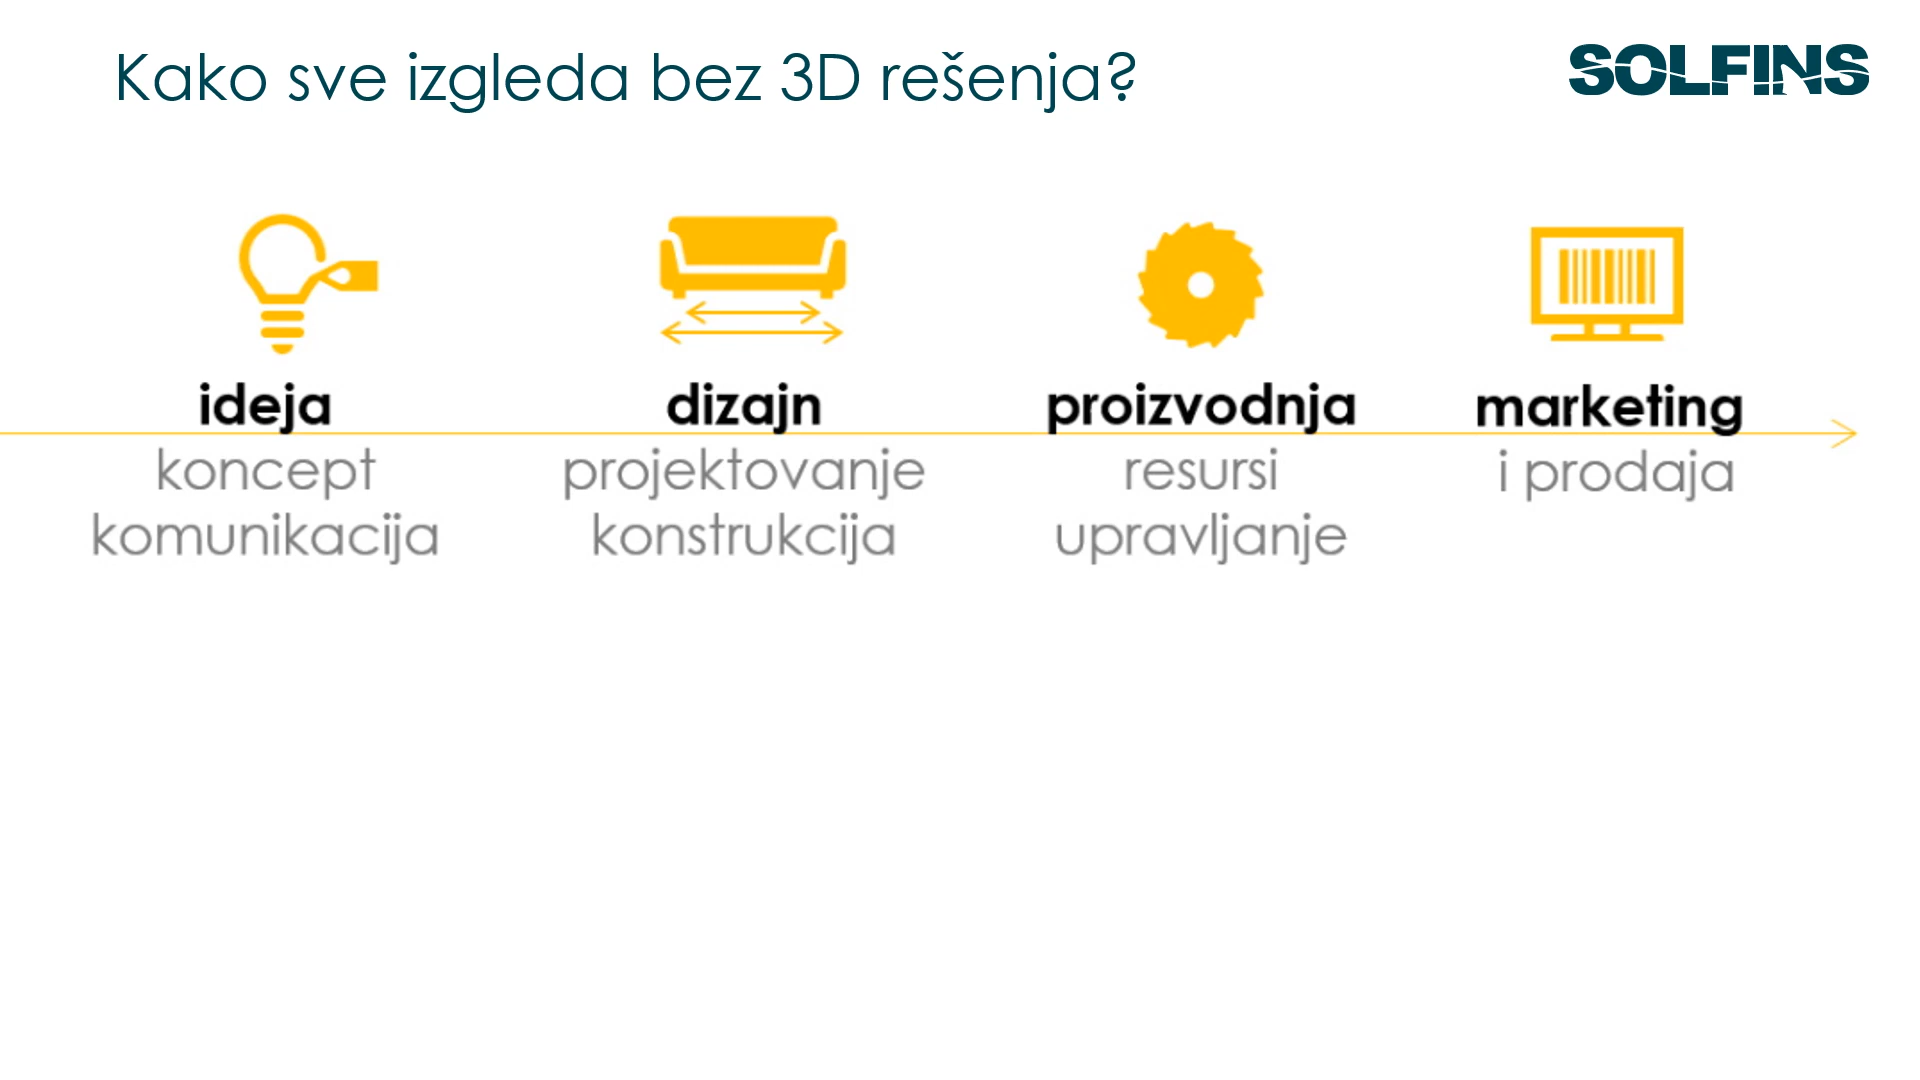 Kako sve izgleda bez 3D rešenja?
SOLFINS
ideja
koncept
komunikacija
dizajn
projektovanje
konstrukcija
proizvodnja
resursi
upravljanje
marketing
i prodaja